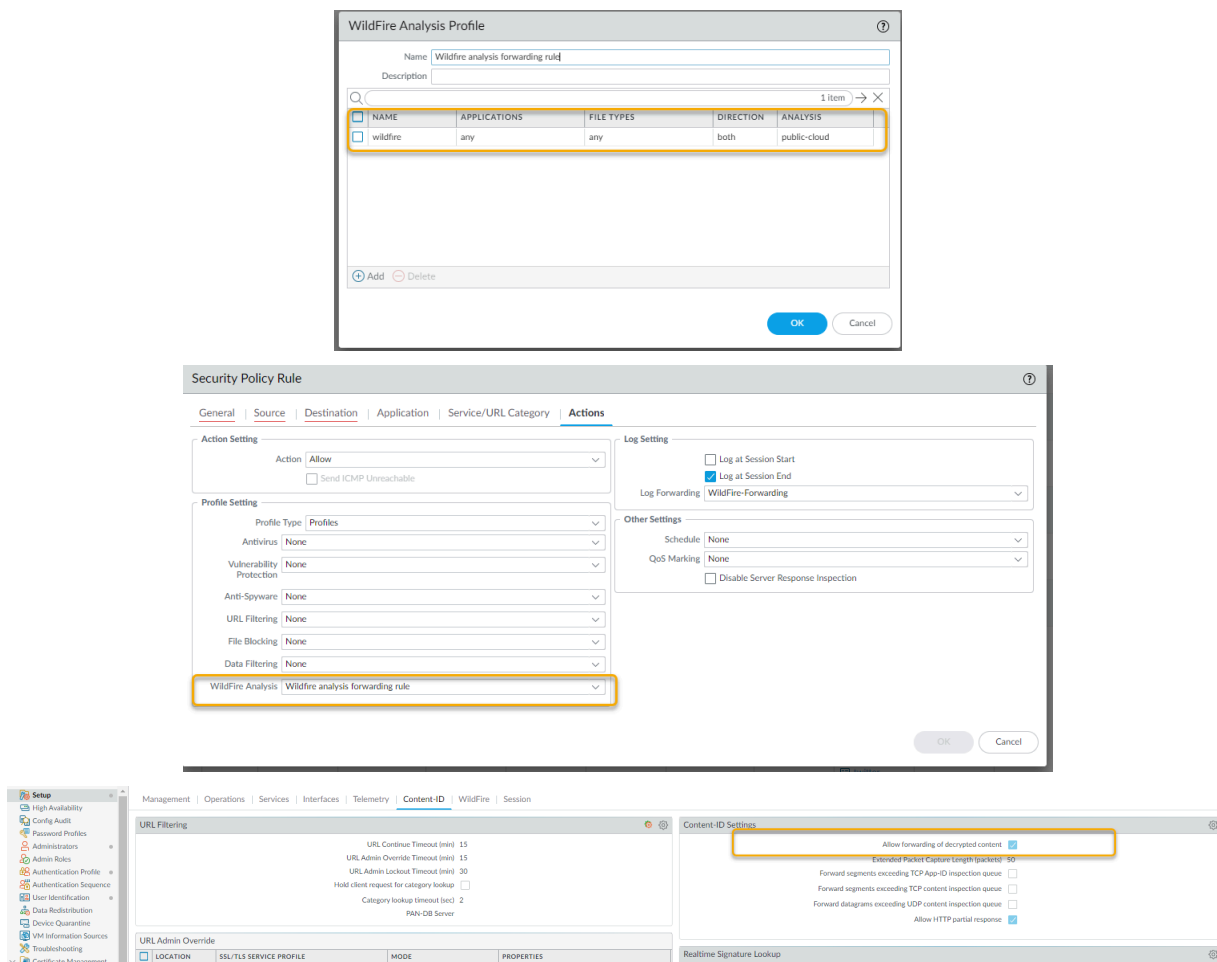 WildFire Analysis Profile
Name Wildfire analysis forwarding rule
Description
1 item
NAME APPLICATIONS FILE TYPES DIRECTION ANALYSIS
wildfire any any both public-cloud
Add Delete
OK Cancel
Security Policy Rule
General Source Destination Application Service/URL Category Actions
Action Setting
Action Allow
Send ICMP Unreachable
Profile Setting
Profile Type Profiles
Antivirus None
Vulnerability Protection None
Anti-Spyware None
URL Filtering None
File Blocking None
Data Filtering None
WildFire Analysis Wildfire analysis forwarding rule
Log Setting
Log at Session Start
Log at Session End
Log Forwarding WildFire-Forwarding
Other Settings
Schedule None
QoS Marking None
Disable Server Response Inspection
OK Cancel
Setup
High Availability
Config Audit
Password Profiles
Administrators
Admin Roles
Authentication Profile
Authentication Sequence
User Identification
Data Redistribution
Device Quarantine
VM Information Sources
Troubleshooting
Certificate Management
Management Operations Services Interfaces Telemetry Content-ID WildFire Session
URL Filtering
URL Continue Timeout (min) 15
URL Admin Override Timeout (min) 15
URL Admin Lockout Timeout (min) 30
Hold client request for category lookup
Category lookup timeout (sec) 2
PAN-DB Server
URL Admin Override
LOCATION SSL/TLS SERVICE PROFILE MODE PROPERTIES
Content-ID Settings
Allow forwarding of decrypted content
Extended Packet Capture Length (packets) 50
Forward segments exceeding TCP App-ID inspection queue
Forward segments exceeding TCP content inspection queue
Forward datagrams exceeding UDP content inspection queue
Allow HTTP partial response
Realtime Signature Lookup